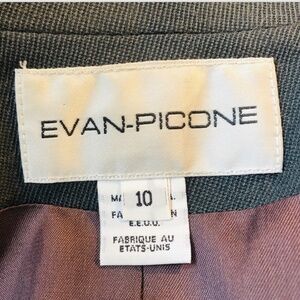 EVAN-PICONE
10
E.E.U.U.
FABRIQUE AU
ETATS-UNIS